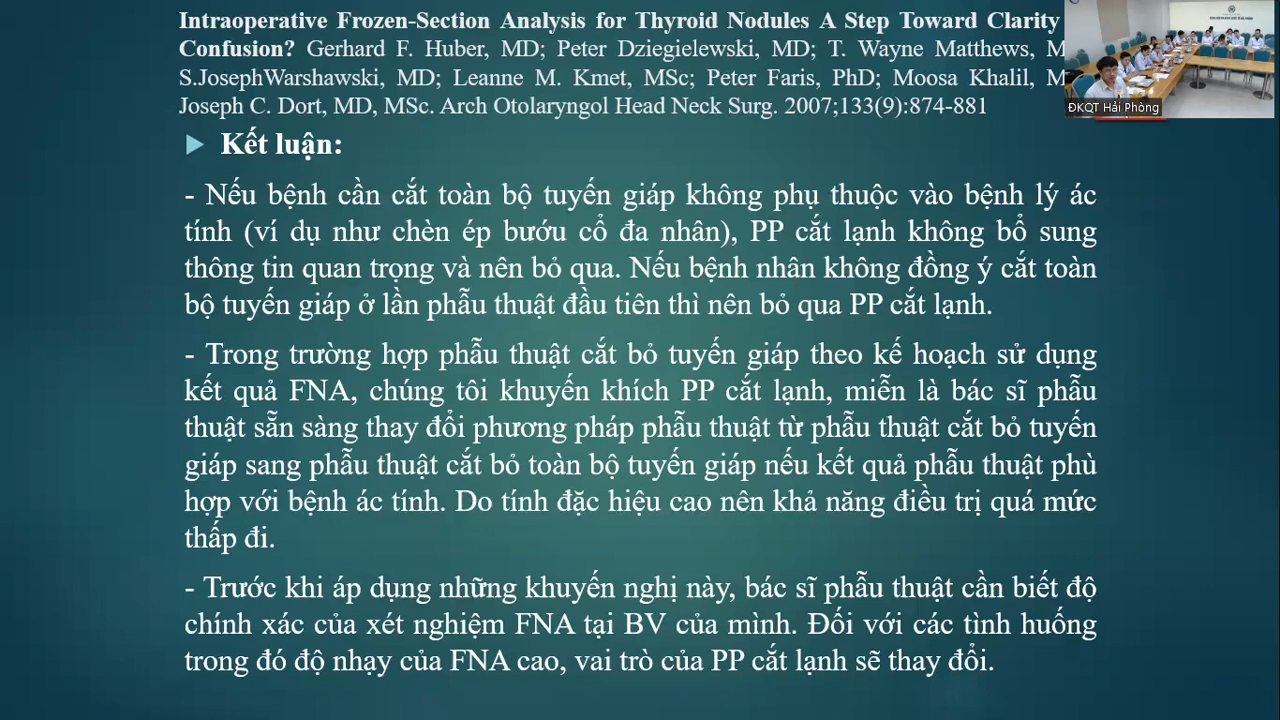 Intraoperative Frozen-Section Analysis for Thyroid Nodules A Step Toward Clarity
Confusion? Gerhard F. Huber, MD; Peter Dziegielewski, MD; T. Wayne Matthews, M
S.JosephWarshawski, MD; Leanne M. Kmet, MSc; Peter Faris, PhD; Moosa Khalil, M
Joseph C. Dort, MD, MSc. Arch Otolaryngol Head Neck Surg. 2007;133(9):874-881
ĐKQT Hải Phòng
Kết luận:
- Nếu bệnh cần cắt toàn bộ tuyến giáp không phụ thuộc vào bệnh lý ác
tính (ví dụ như chèn ép bướu cổ đa nhân), PP cắt lạnh không bổ sung
thông tin quan trọng và nên bỏ qua. Nếu bệnh nhân không đồng ý cắt toàn
bộ tuyến giáp ở lần phẫu thuật đầu tiên thì nên bỏ qua PP cắt lạnh.
- Trong trường hợp phẫu thuật cắt bỏ tuyến giáp theo kế hoạch sử dụng
kết quả FNA, chúng tôi khuyến khích PP cắt lạnh, miễn là bác sĩ phẫu
thuật sẵn sàng thay đổi phương pháp phẫu thuật từ phẫu thuật cắt bỏ tuyến
giáp sang phẫu thuật cắt bỏ toàn bộ tuyến giáp nếu kết quả phẫu thuật phù
hợp với bệnh ác tính. Do tính đặc hiệu cao nên khả năng điều trị quá mức
thấp đi.
- Trước khi áp dụng những khuyến nghị này, bác sĩ phẫu thuật cần biết độ
chính xác của xét nghiệm FNA tại BV của mình. Đối với các tình huống
trong đó độ nhạy của FNA cao, vai trò của PP cắt lạnh sẽ thay đổi.